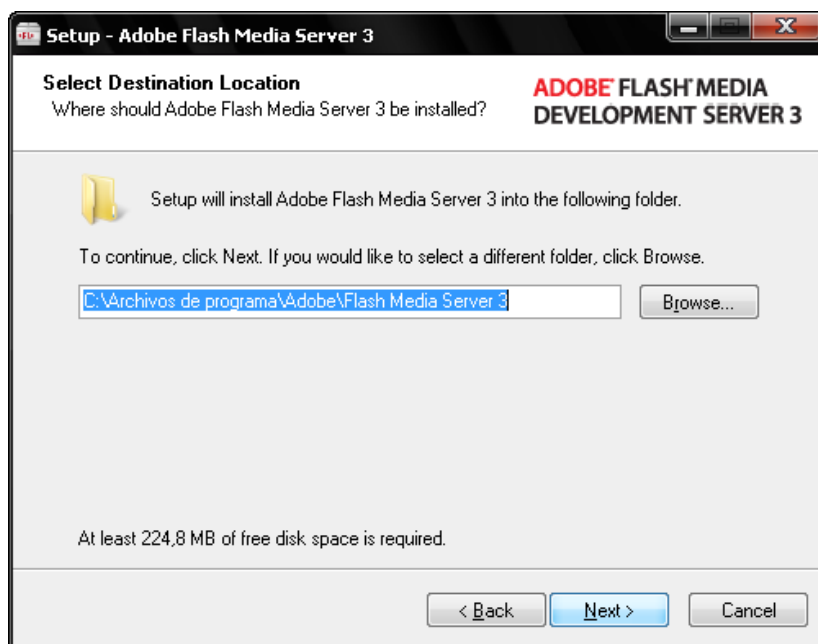 Setup - Adobe Flash Media Server 3
Select Destination Location
Where should Adobe Flash Media Server 3 be installed?
ADOBE® FLASH® MEDIA
DEVELOPMENT SERVER 3
Setup will install Adobe Flash Media Server 3 into the following folder.
To continue, click Next. If you would like to select a different folder, click Browse.
C:\Archivos de programa\Adobe\Flash Media Server 3
Browse...
At least 224,8 MB of free disk space is required.
< Back
Next >
Cancel